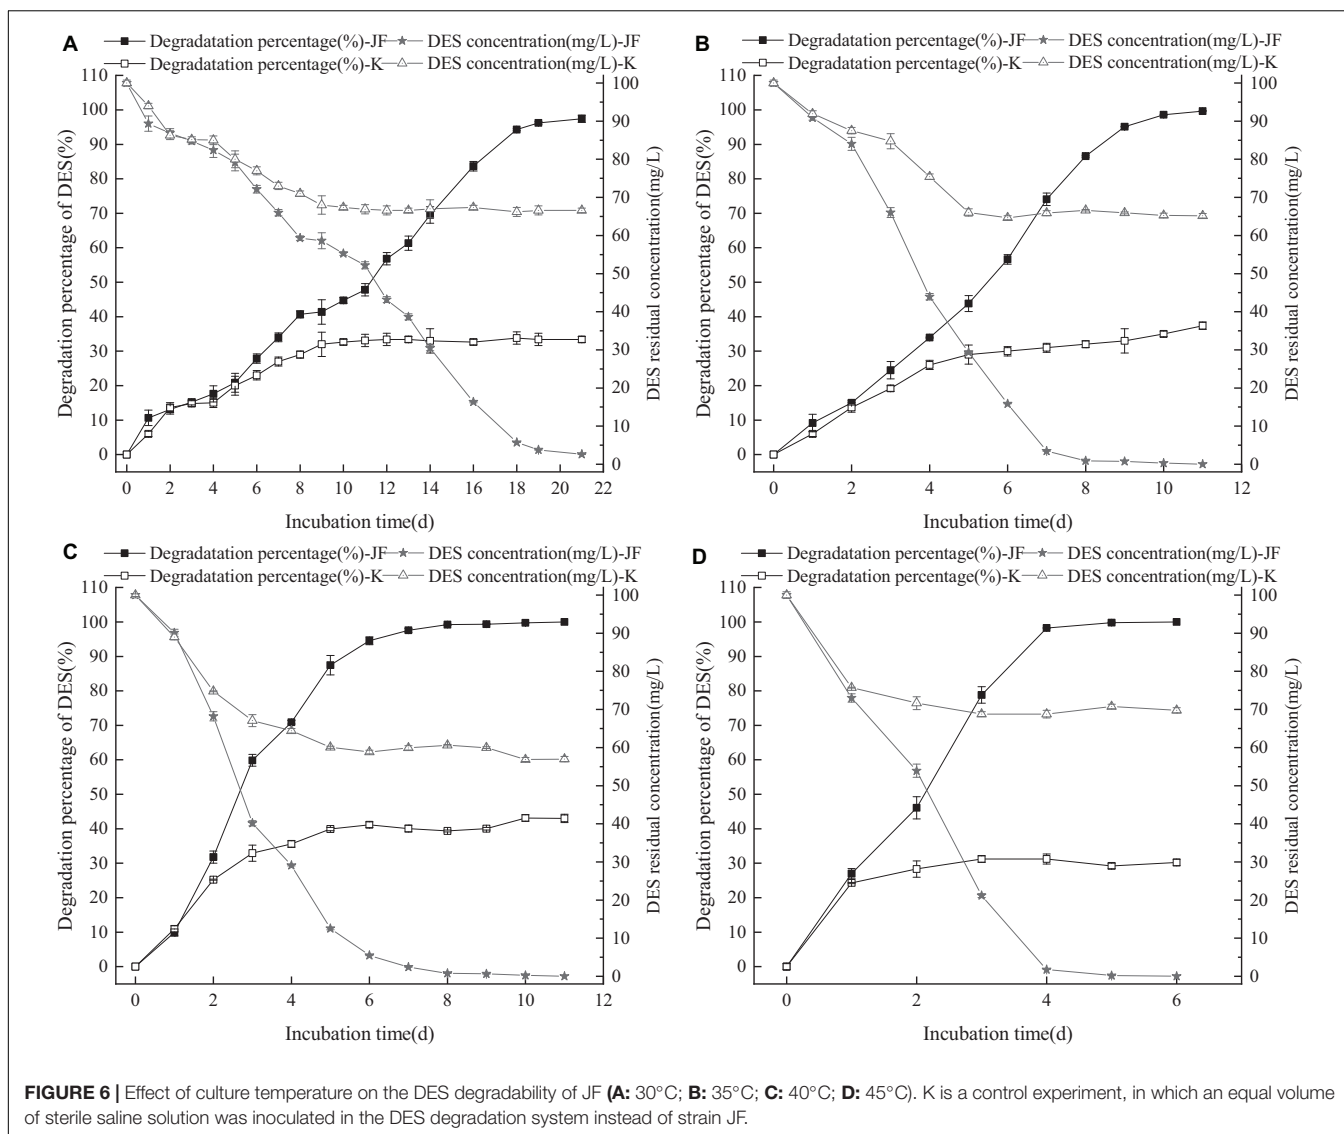 A
Degradatation percentage(%)-JF
DES concentration(mg/L)-JF
Degradatation percentage(%)-K
DES concentration(mg/L)-K
Degradation percentage of DES(%)
110
100
90
80
70
60
50
40
30
20
10
0
0 2 4 6 8 10 12 14 16 18 20 22
Incubation time(d)
100
90
80
70
60
50
40
30
20
10
0
DES residual concentration(mg/L)
B
Degradatation percentage(%)-JF
DES concentration(mg/L)-JF
Degradatation percentage(%)-K
DES concentration(mg/L)-K
Degradation percentage of DES(%)
110
100
90
80
70
60
50
40
30
20
10
0
0 2 4 6 8 10 12
Incubation time(d)
100
90
80
70
60
50
40
30
20
10
0
DES residual concentration(mg/L)
C
Degradatation percentage(%)-JF
DES concentration(mg/L)-JF
Degradatation percentage(%)-K
DES concentration(mg/L)-K
Degradation percentage of DES(%)
110
100
90
80
70
60
50
40
30
20
10
0
0 2 4 6 8 10 12
Incubation time(d)
100
90
80
70
60
50
40
30
20
10
0
DES residual concentration(mg/L)
D
Degradatation percentage(%)-JF
DES concentration(mg/L)-JF
Degradatation percentage(%)-K
DES concentration(mg/L)-K
Degradation percentage of DES(%)
110
100
90
80
70
60
50
40
30
20
10
0
0 2 4 6
Incubation time(d)
100
90
80
70
60
50
40
30
20
10
0
DES residual concentration(mg/L)
FIGURE 6 | Effect of culture temperature on the DES degradability of JF (A: 30°C; B: 35°C; C: 40°C; D: 45°C). K is a control experiment, in which an equal volume
of sterile saline solution was inoculated in the DES degradation system instead of strain JF.